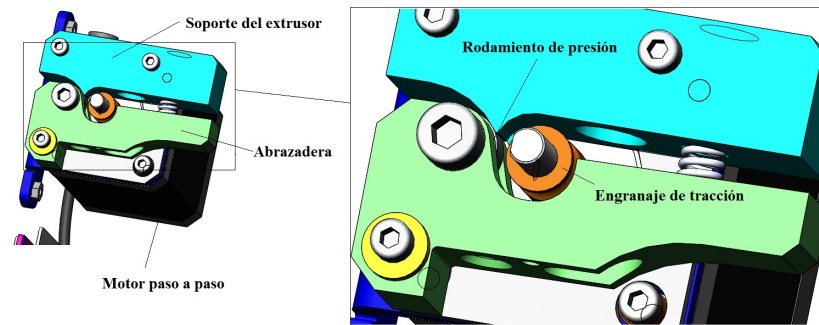 Soporte del extrusor
Rodamiento de presión
Abrazadera
Engranaje de tracción
Motor paso a paso